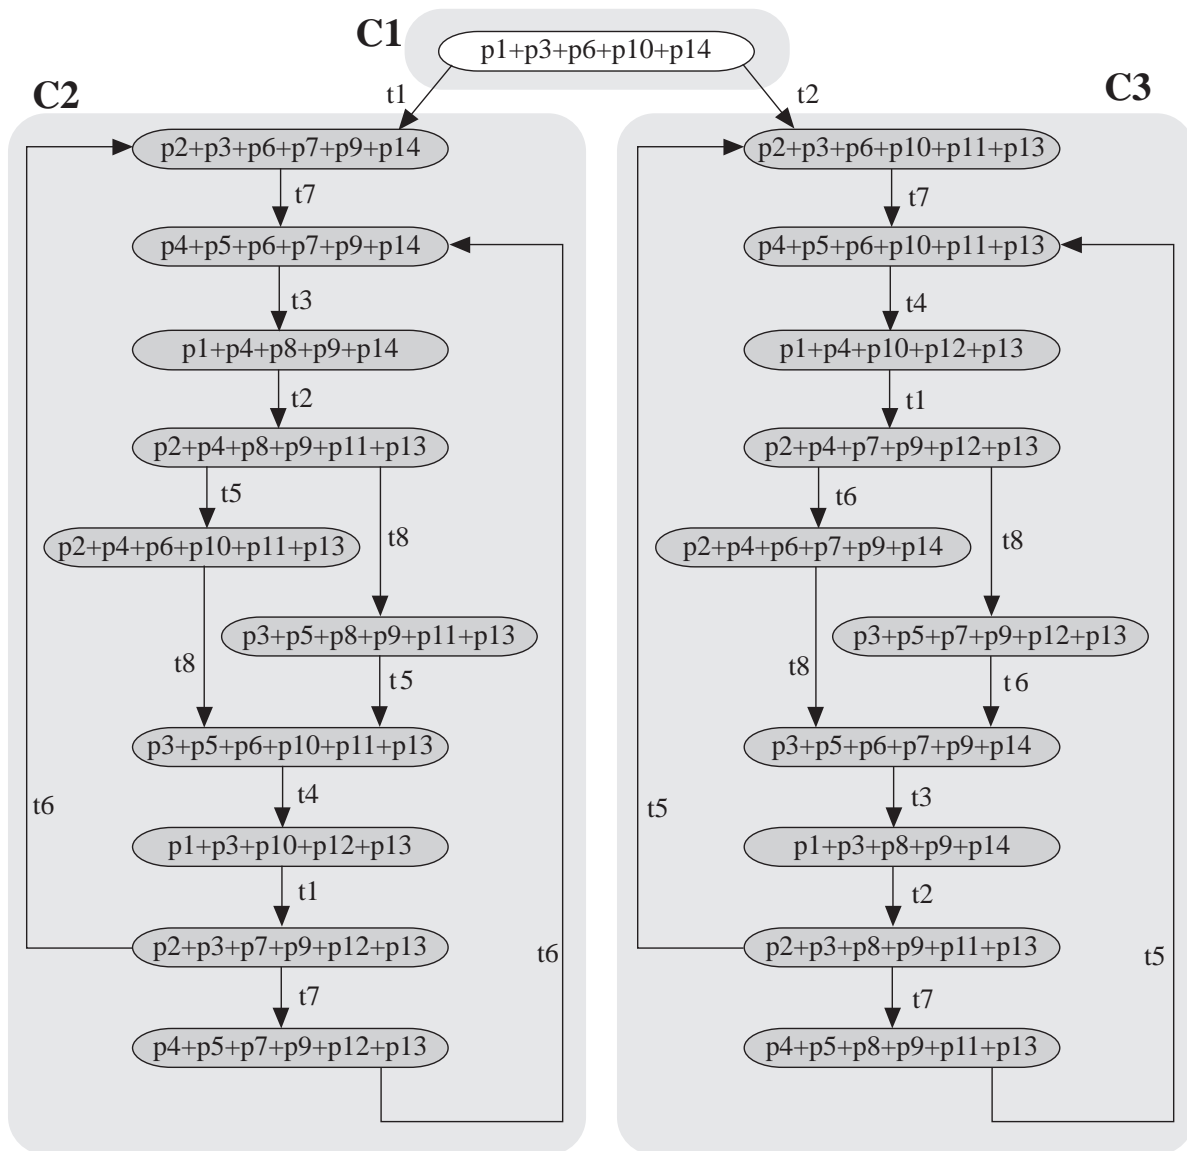 C1
p1+p3+p6+p10+p14
t1
t2
C2
p2+p3+p6+p7+p9+p14
t7
p4+p5+p6+p7+p9+p14
t3
p1+p4+p8+p9+p14
t2
p2+p4+p8+p9+p11+p13
t5
t8
p2+p4+p6+p10+p11+p13
p3+p5+p8+p9+p11+p13
t8
t5
p3+p5+p6+p10+p11+p13
t4
p1+p3+p10+p12+p13
t1
p2+p3+p7+p9+p12+p13
t7
p4+p5+p7+p9+p12+p13
t6
t6
C3
p2+p3+p6+p10+p11+p13
t7
p4+p5+p6+p10+p11+p13
t4
p1+p4+p10+p12+p13
t1
p2+p4+p7+p9+p12+p13
t6
t8
p2+p4+p6+p7+p9+p14
p3+p5+p7+p9+p12+p13
t8
t6
p3+p5+p6+p7+p9+p14
t3
p1+p3+p8+p9+p14
t2
p2+p3+p8+p9+p11+p13
t7
p4+p5+p8+p9+p11+p13
t5
t5